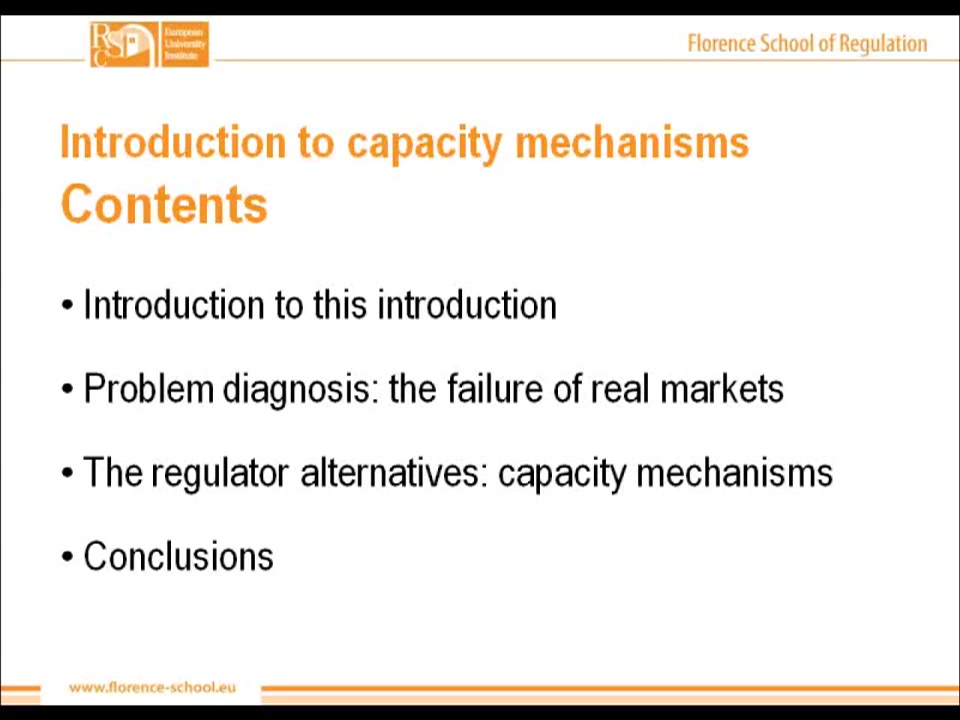 RSC
European
University
Institute
Florence School of Regulation
Introduction to capacity mechanisms
Contents
• Introduction to this introduction
• Problem diagnosis: the failure of real markets
• The regulator alternatives: capacity mechanisms
• Conclusions
www.florence-school.eu